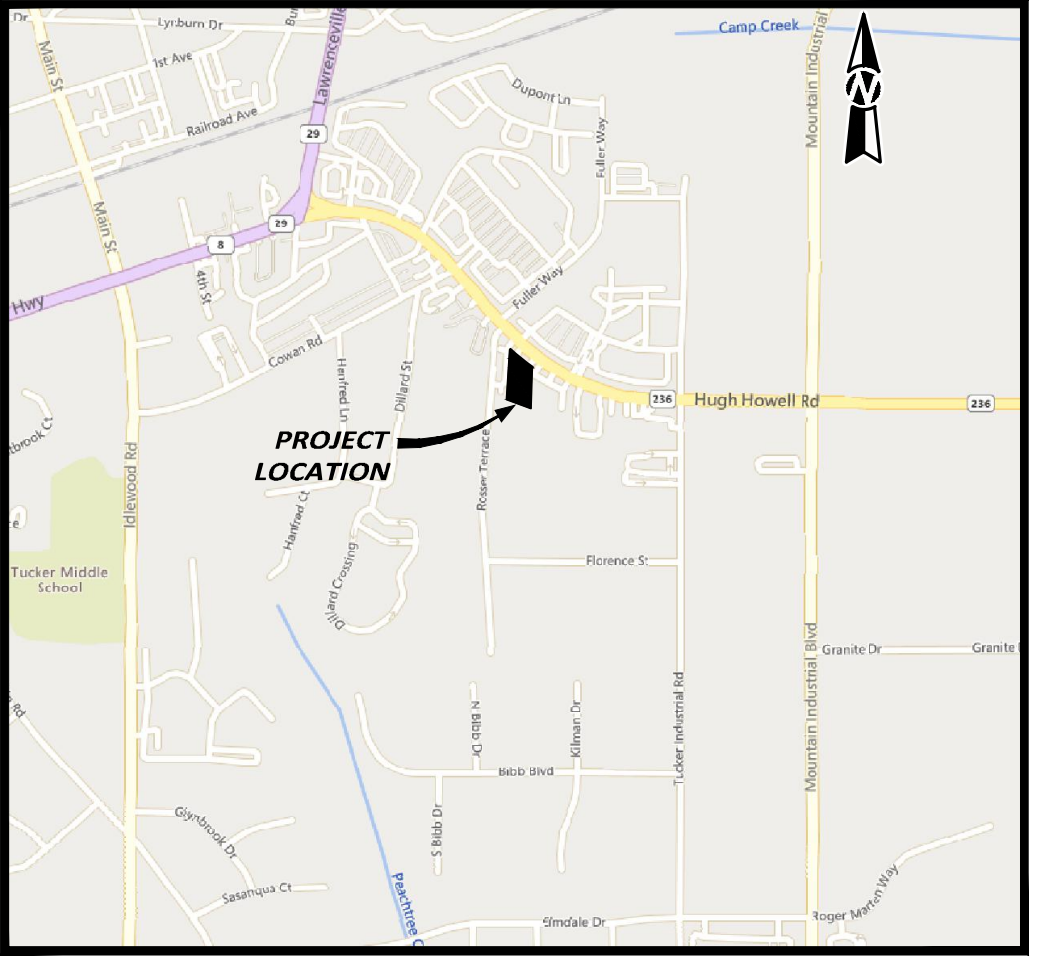 Dr
Lynburn Dr
Lawrenceville
Mountain Industrial
Camp Creek
N
Main St
1st Ave
Dupont Ln
Railroad Ave
29
Fuller Way
Main St
29
8
4th St
Hwy
Fuller Way
Cowan Rd
Hanfred Ln
Dillard St
236
Hugh Howell Rd
236
PROJECT
LOCATION
Idlewood Rd
Rosser Terrace
Hanfred Ct
Dillard Crossing
Florence St
Tucker Middle
School
Granite Dr
Granite
Rd
N Bibb Dr
Kilman Dr
Tucker Industrial Rd
Mountain Industrial Blvd
Bibb Blvd
S Bibb Dr
Glynbrook Dr
Sasanqua Ct
Peachtree C
Elmdale Dr
Roger Marten Way